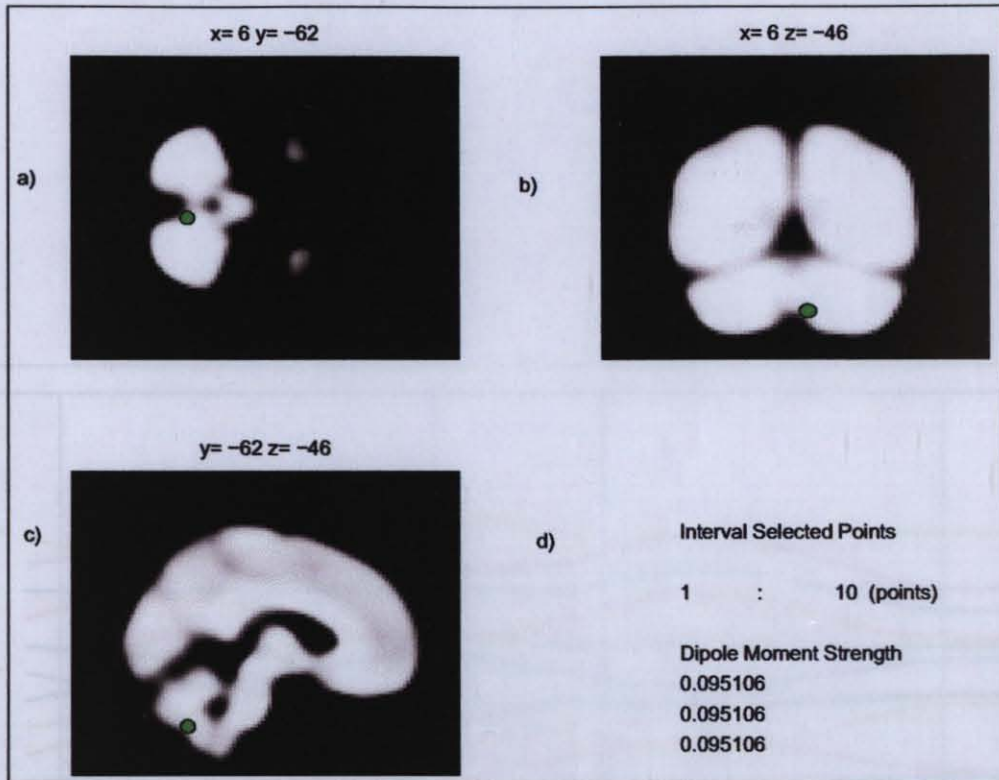 x= 6 y= −62
x= 6 z= −46
a)
b)
y= −62 z= −46
c)
d)
Interval Selected Points
1 : 10 (points)
Dipole Moment Strength
0.095106
0.095106
0.095106